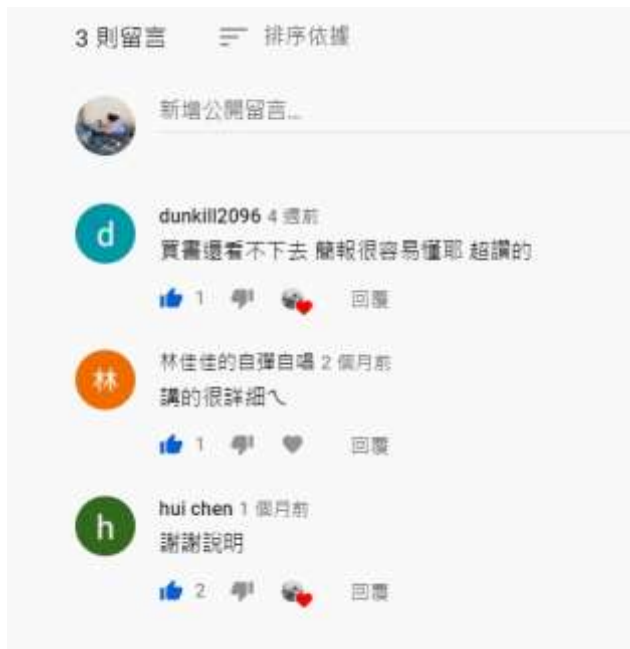 3 則留言 排序依據
新增公開留言...
d
dunkill2096 4 週前
買書還看不下去 簡報很容易懂耶 超讚的
1 回覆
林
林佳佳的自彈自唱 2 個月前
講的很詳細ㄟ
1 回覆
h
hui chen 1 個月前
謝謝說明
2 回覆